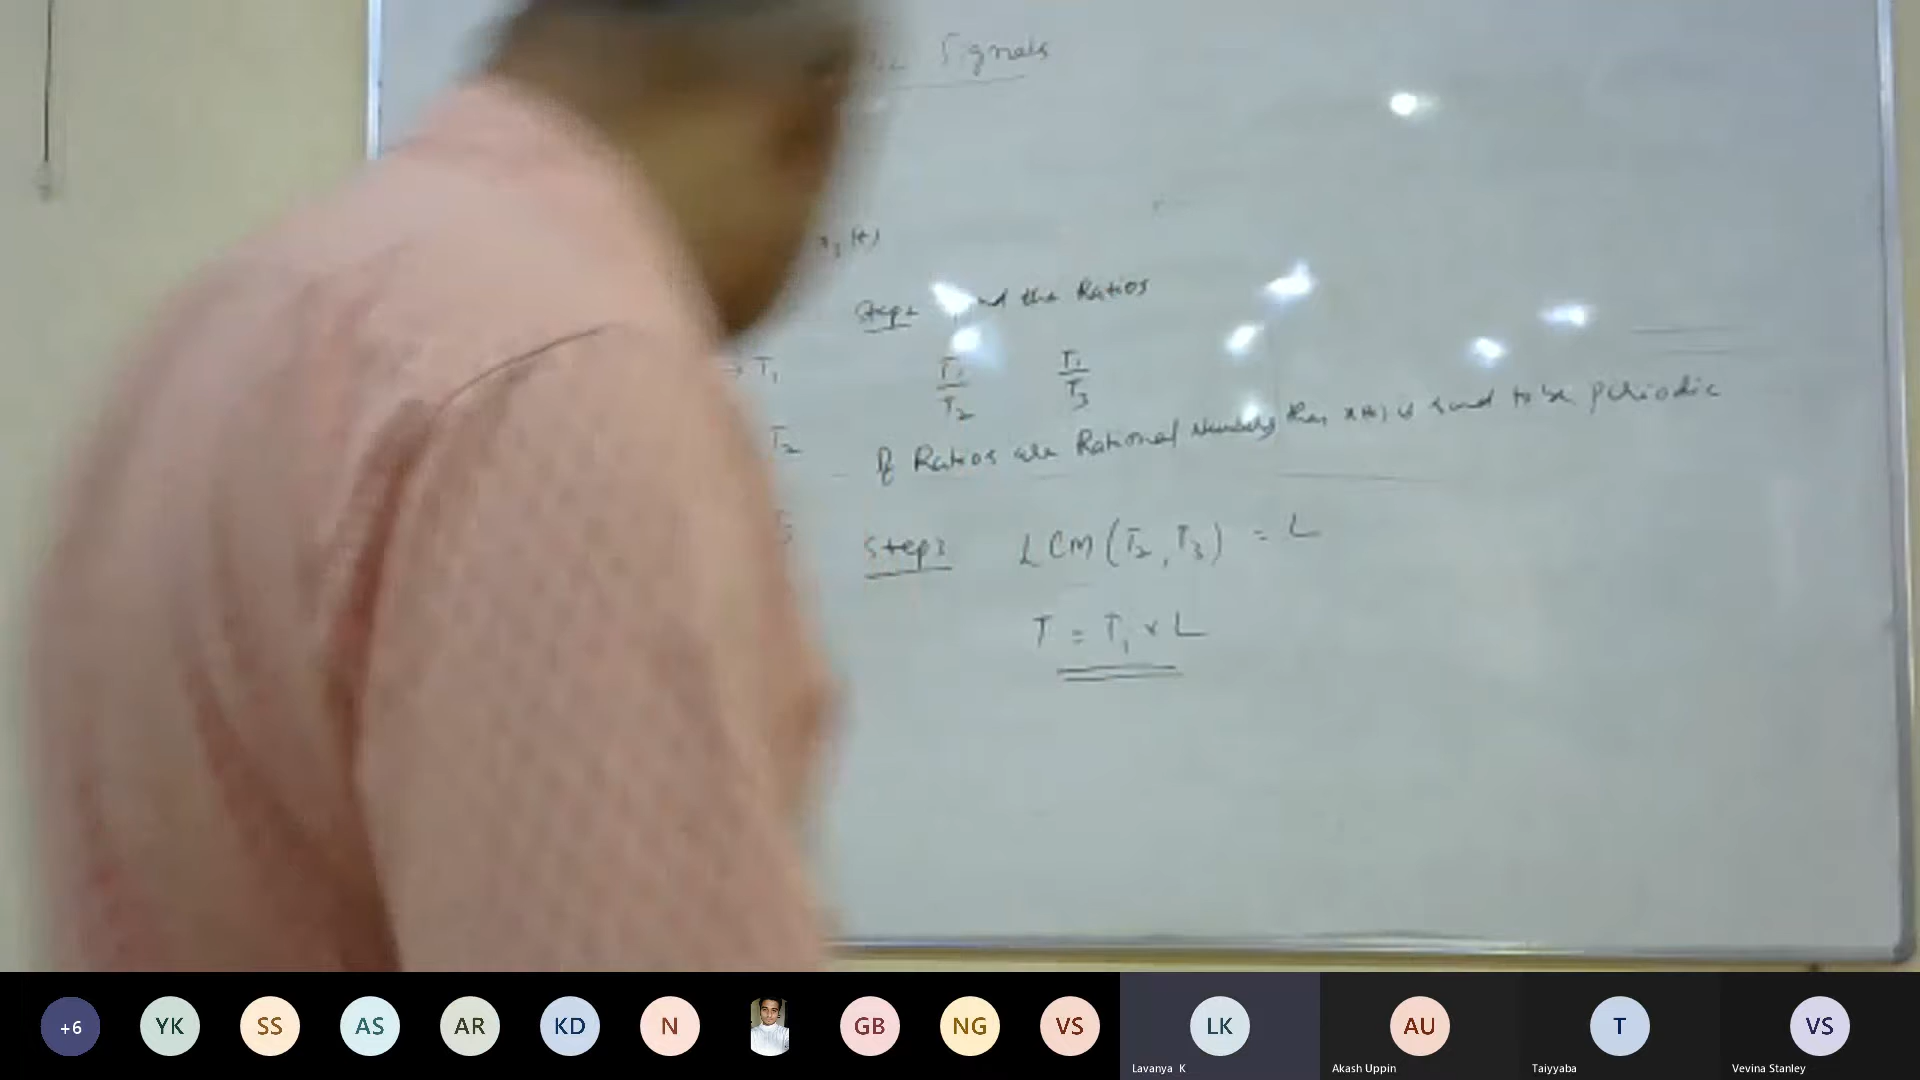 Signals
x3(t)
Step2 the Ratios
T1 T1/T2 T1/T3
T2 If Ratios are Rational Numbers then x(t) is said to be periodic
Step3 LCM(T2, T3) = L
T = T1 x L
+6 YK SS AS AR KD N GB NG VS LK AU T VS
Lavanya K Akash Uppin Taiyyaba Vevina Stanley